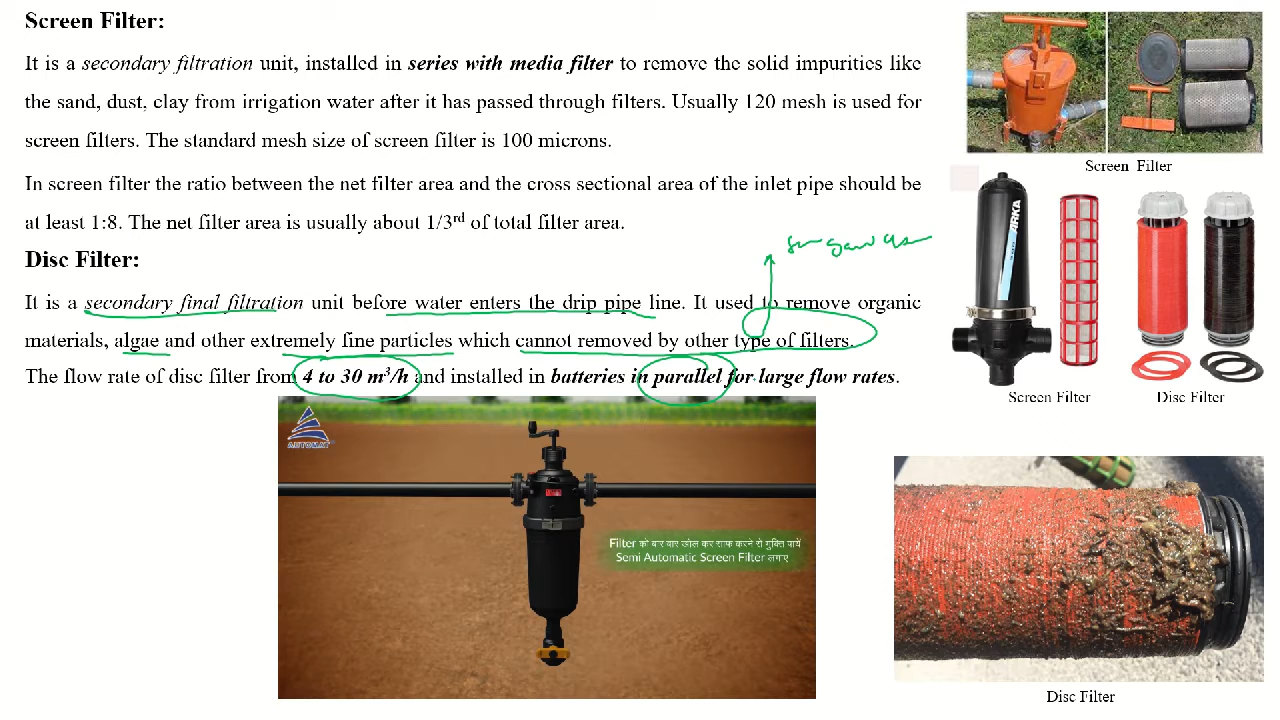 Screen Filter:
It is a secondary filtration unit, installed in series with media filter to remove the solid impurities like
the sand, dust, clay from irrigation water after it has passed through filters. Usually 120 mesh is used for
screen filters. The standard mesh size of screen filter is 100 microns.
In screen filter the ratio between the net filter area and the cross sectional area of the inlet pipe should be
at least 1:8. The net filter area is usually about 1/3rd of total filter area.
Disc Filter:
It is a secondary final filtration unit before water enters the drip pipe line. It used to remove organic
materials, algae and other extremely fine particles which cannot removed by other type of filters.
The flow rate of disc filter from 4 to 30 m³/h and installed in batteries in parallel for large flow rates.
Screen Filter
ARKA
Screen Filter
Disc Filter
AUTOMAT
Filter को बार बार खोल कर साफ करने से मुक्ति पायें
Semi Automatic Screen Filter लगाए
Disc Filter